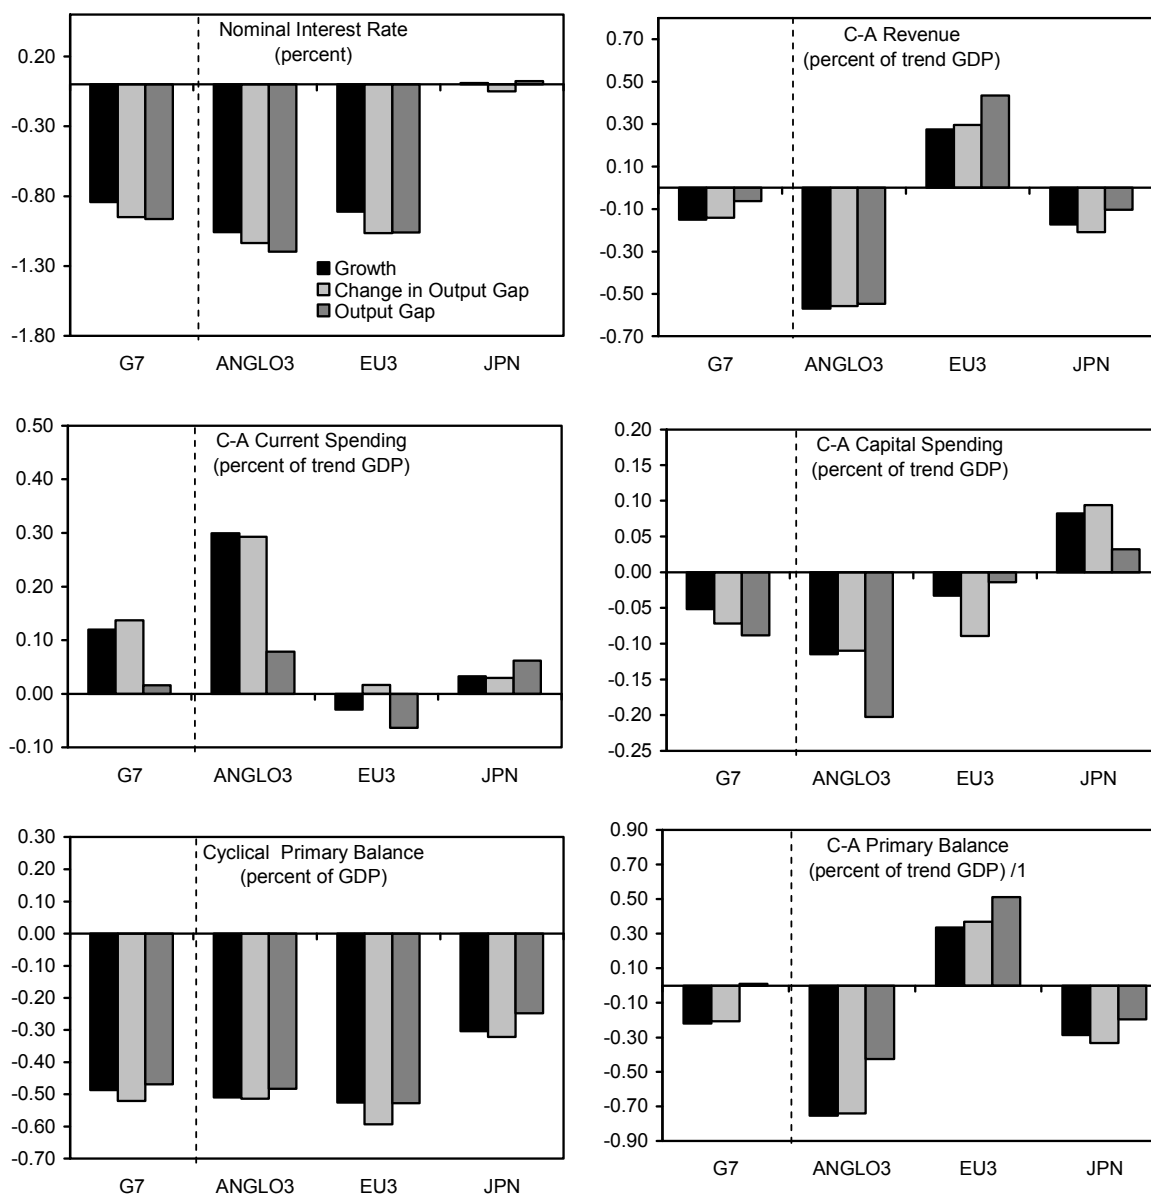 Nominal Interest Rate
(percent)
0.20
-0.30
-0.80
-1.30
-1.80
Growth
Change in Output Gap
Output Gap
G7 ANGLO3 EU3 JPN
C-A Revenue
(percent of trend GDP)
0.70
0.50
0.30
0.10
-0.10
-0.30
-0.50
-0.70
G7 ANGLO3 EU3 JPN
C-A Current Spending
(percent of trend GDP)
0.50
0.40
0.30
0.20
0.10
0.00
-0.10
G7 ANGLO3 EU3 JPN
C-A Capital Spending
(percent of trend GDP)
0.20
0.15
0.10
0.05
0.00
-0.05
-0.10
-0.15
-0.20
-0.25
G7 ANGLO3 EU3 JPN
Cyclical Primary Balance
(percent of GDP)
0.30
0.20
0.10
0.00
-0.10
-0.20
-0.30
-0.40
-0.50
-0.60
-0.70
G7 ANGLO3 EU3 JPN
C-A Primary Balance
(percent of trend GDP) /1
0.90
0.70
0.50
0.30
0.10
-0.10
-0.30
-0.50
-0.70
-0.90
G7 ANGLO3 EU3 JPN